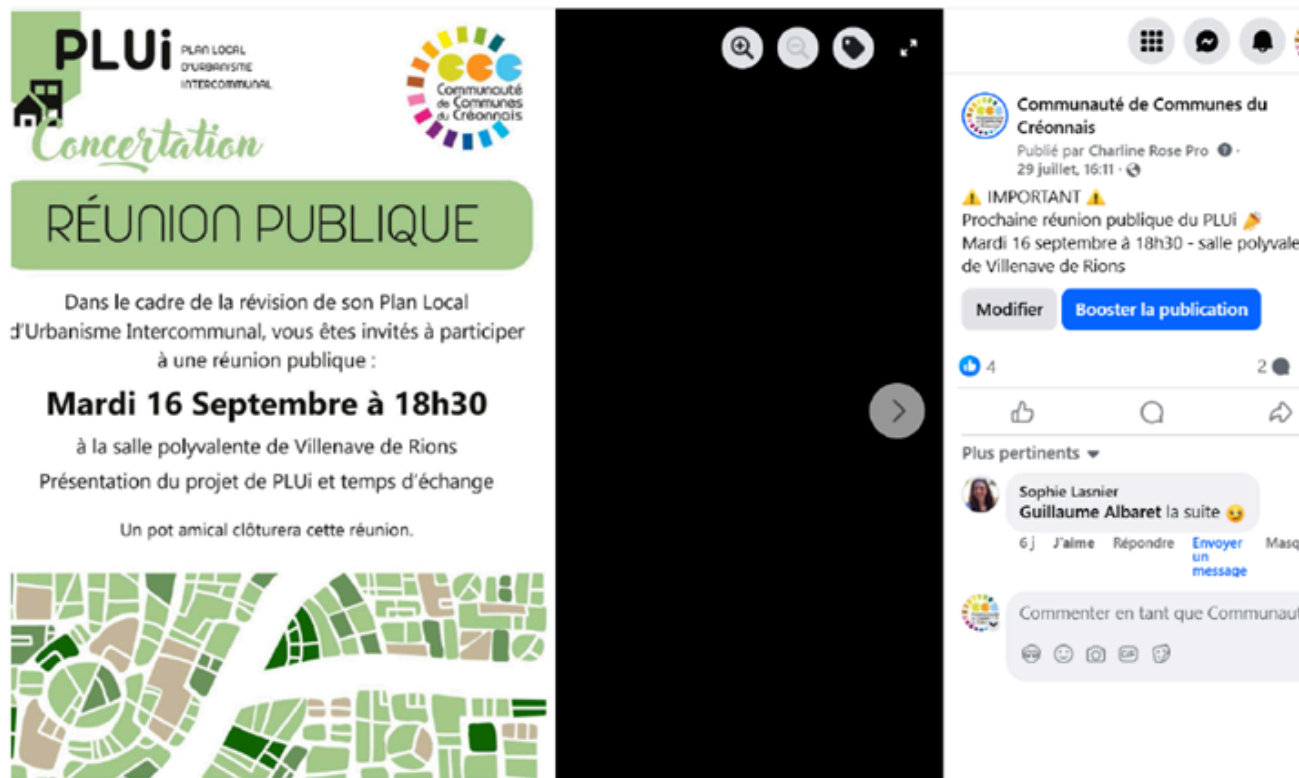 PLUi
PLAN LOCAL
D'URBANISME
INTERCOMMUNAL
Concertation
Communauté
de Communes
du Créonnais
RÉUNION PUBLIQUE
Dans le cadre de la révision de son Plan Local
d'Urbanisme Intercommunal, vous êtes invités à participer
à une réunion publique :
Mardi 16 Septembre à 18h30
à la salle polyvalente de Villenave de Rions
Présentation du projet de PLUi et temps d'échange
Un pot amical clôturera cette réunion.
Communauté de Communes du
Créonnais
Publié par Charline Rose Pro
29 juillet, 16:11
⚠️ IMPORTANT ⚠️
Prochaine réunion publique du PLUi 🎉
Mardi 16 septembre à 18h30 - salle polyvale
de Villenave de Rions
Modifier
Booster la publication
4
2
Plus pertinents
Sophie Lasnier
Guillaume Albaret la suite
6 j J'aime Répondre Envoyer
un
message
Masq
Commenter en tant que Communaut
GIF